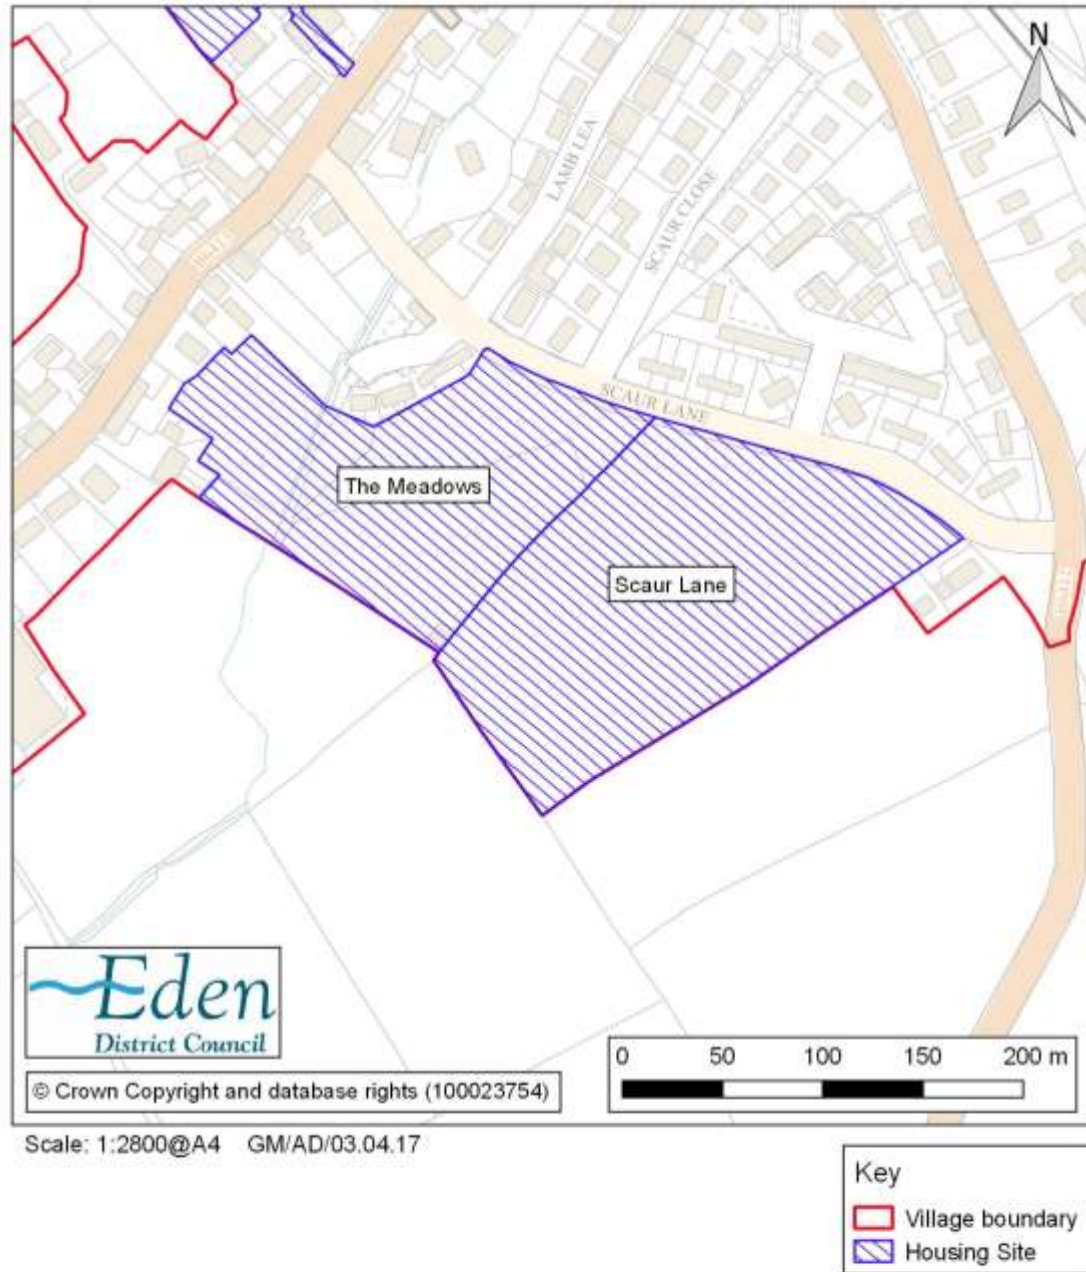 N
LAMB LEA
SCAUR CLOSE
B6412
SCAUR LANE
The Meadows
Scaur Lane
Eden
District Council
© Crown Copyright and database rights (100023754)
0 50 100 150 200 m
Scale: 1:2800@A4 GM/AD/03.04.17
Key
Village boundary
Housing Site